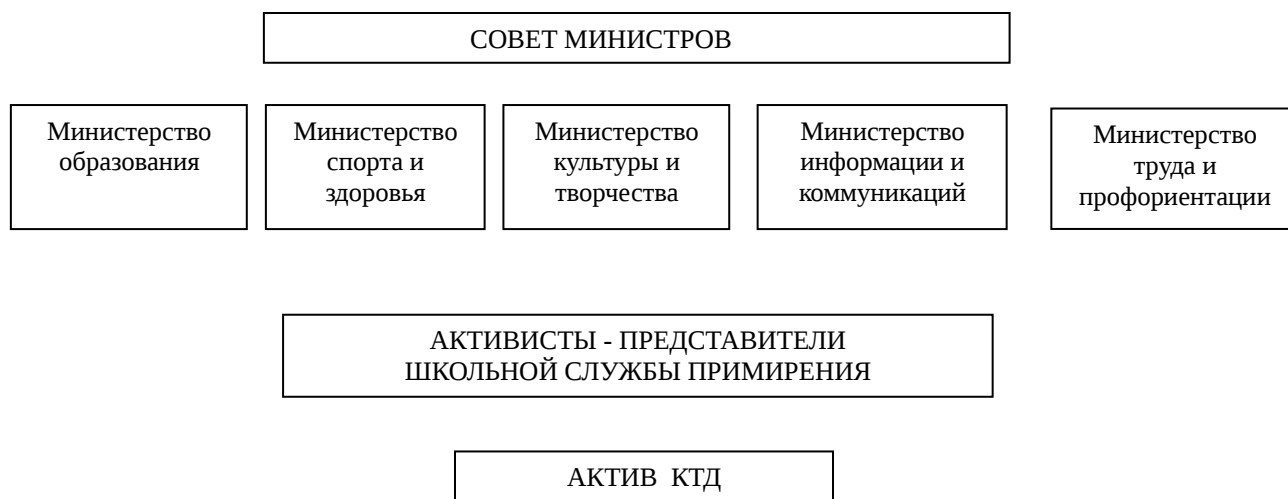 СОВЕТ МИНИСТРОВ
Министерство
образования
Министерство
спорта и
здоровья
Министерство
культуры и
творчества
Министерство
информации и
коммуникаций
Министерство
труда и
профориентации
АКТИВИСТЫ - ПРЕДСТАВИТЕЛИ
ШКОЛЬНОЙ СЛУЖБЫ ПРИМИРЕНИЯ
АКТИВ КТД